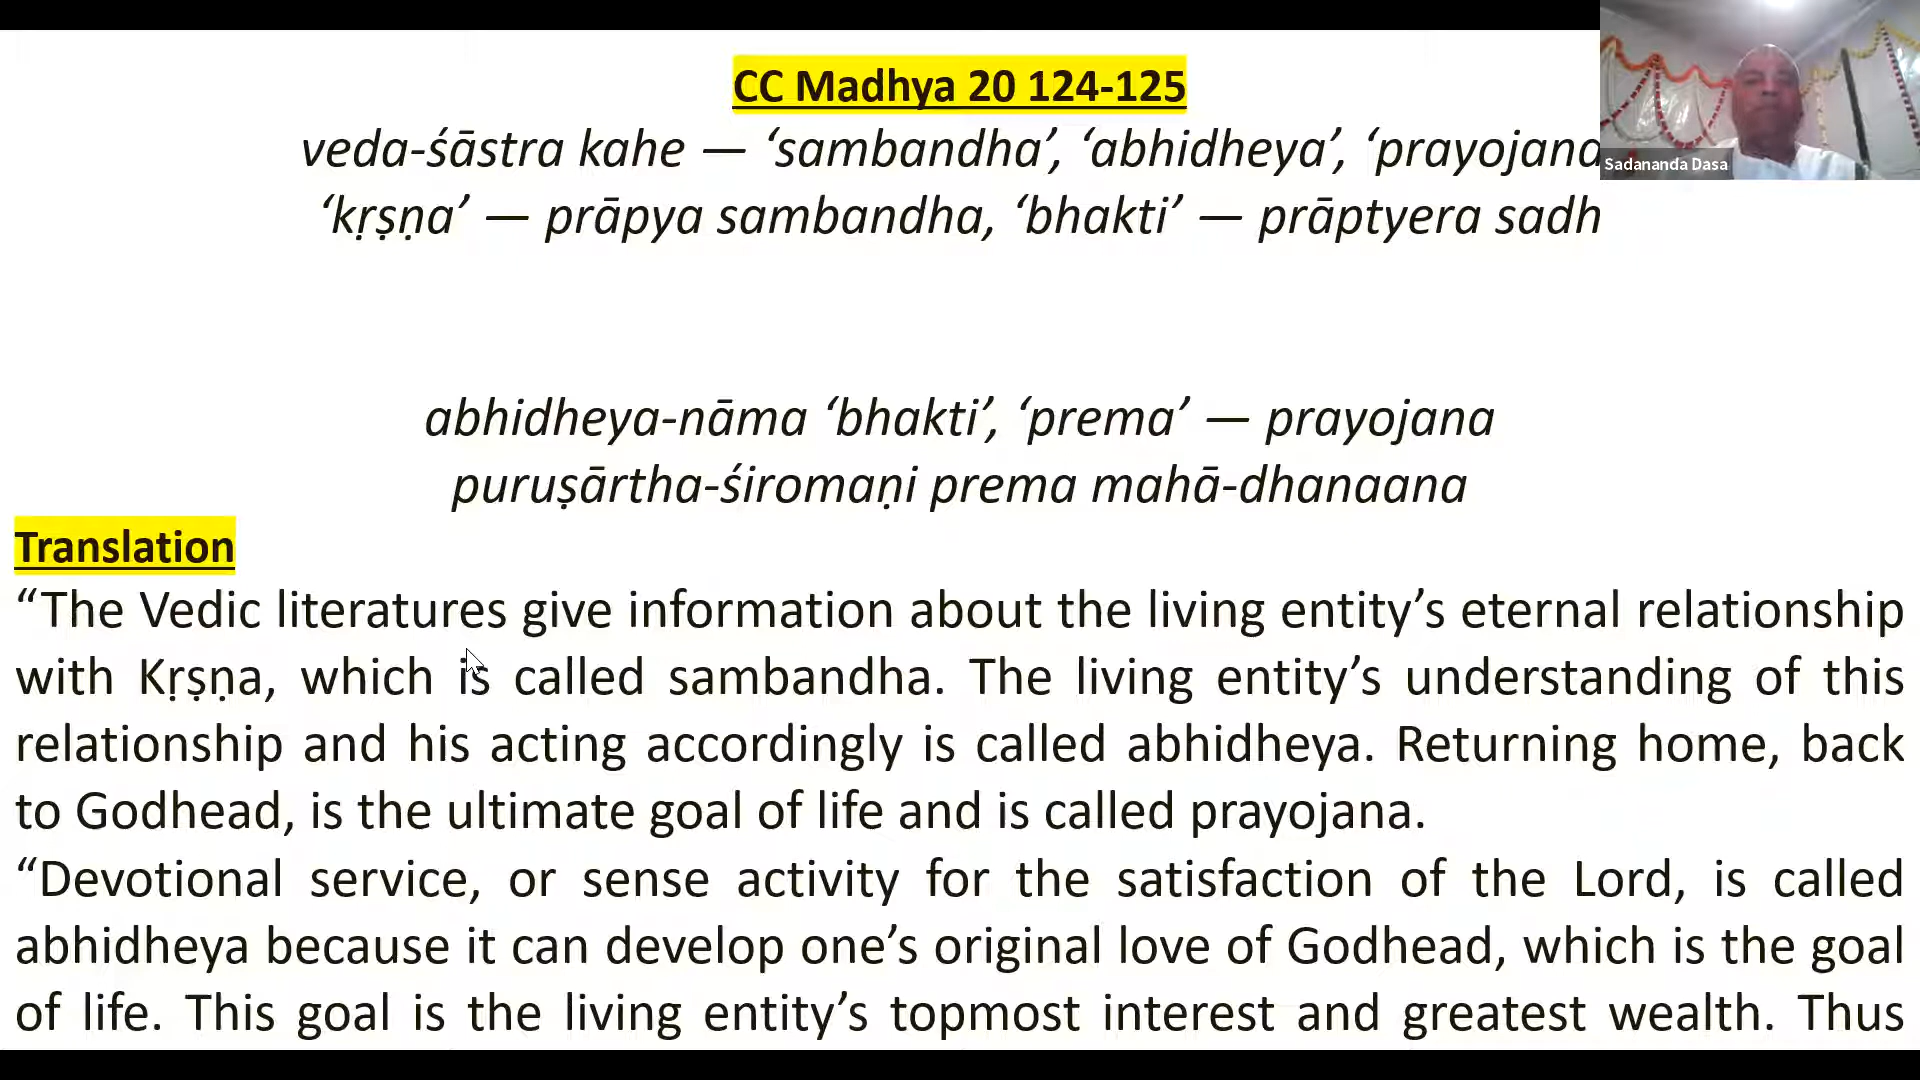 CC Madhya 20 124-125
veda-śāstra kahe — ‘sambandha’, ‘abhidheya’, ‘prayojana
Sadananda Dasa
‘kṛṣṇa’ — prāpya sambandha, ‘bhakti’ — prāptyera sadh
abhidheya-nāma ‘bhakti’, ‘prema’ — prayojana
puruṣārtha-śiromaṇi prema mahā-dhanaana
Translation
“The Vedic literatures give information about the living entity’s eternal relationship
with Kṛṣṇa, which is called sambandha. The living entity’s understanding of this
relationship and his acting accordingly is called abhidheya. Returning home, back
to Godhead, is the ultimate goal of life and is called prayojana.
“Devotional service, or sense activity for the satisfaction of the Lord, is called
abhidheya because it can develop one’s original love of Godhead, which is the goal
of life. This goal is the living entity’s topmost interest and greatest wealth. Thus